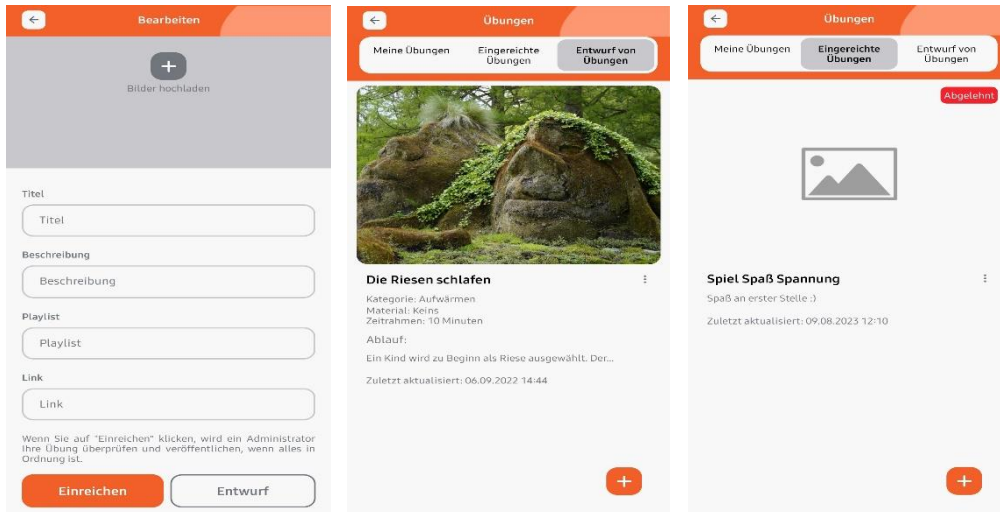 Bearbeiten
Bilder hochladen
Titel
Titel
Beschreibung
Beschreibung
Playlist
Playlist
Link
Link
Wenn Sie auf "Einreichen" klicken, wird ein Administrator
Ihre Übung überprüfen und veröffentlichen, wenn alles in
Ordnung ist.
Einreichen
Entwurf
Übungen
Meine Übungen
Eingereichte
Übungen
Entwurf von
Übungen
Die Riesen schlafen
Kategorie: Aufwärmen
Material: Keins
Zeitrahmen: 10 Minuten
Ablauf:
Ein Kind wird zu Beginn als Riese ausgewählt. Der...
Zuletzt aktualisiert: 06.09.2022 14:44
Übungen
Meine Übungen
Eingereichte
Übungen
Entwurf von
Übungen
Abgelehnt
Spiel Spaß Spannung
Spaß an erster Stelle :)
Zuletzt aktualisiert: 09.08.2023 12:10